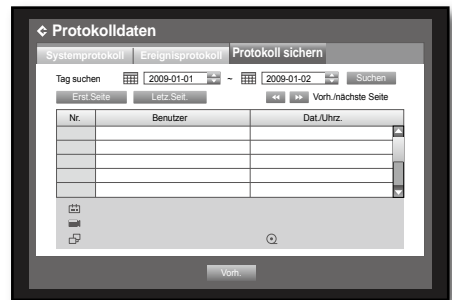 Protokolldaten
Systemprotokoll Ereignisprotokoll Protokoll sichern
Tag suchen 2009-01-01 ~ 2009-01-02 Suchen
Erst.Seite Letz.Seit. Vorh./nächste Seite
Nr. Benutzer Dat./Uhrz.
Vorh.